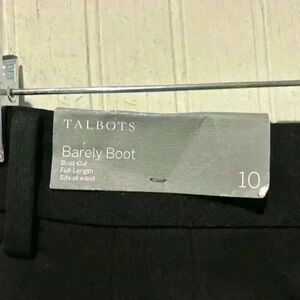 TALBOTS
Barely Boot
Boot-Cut
Full-Length
Sits at waist
10